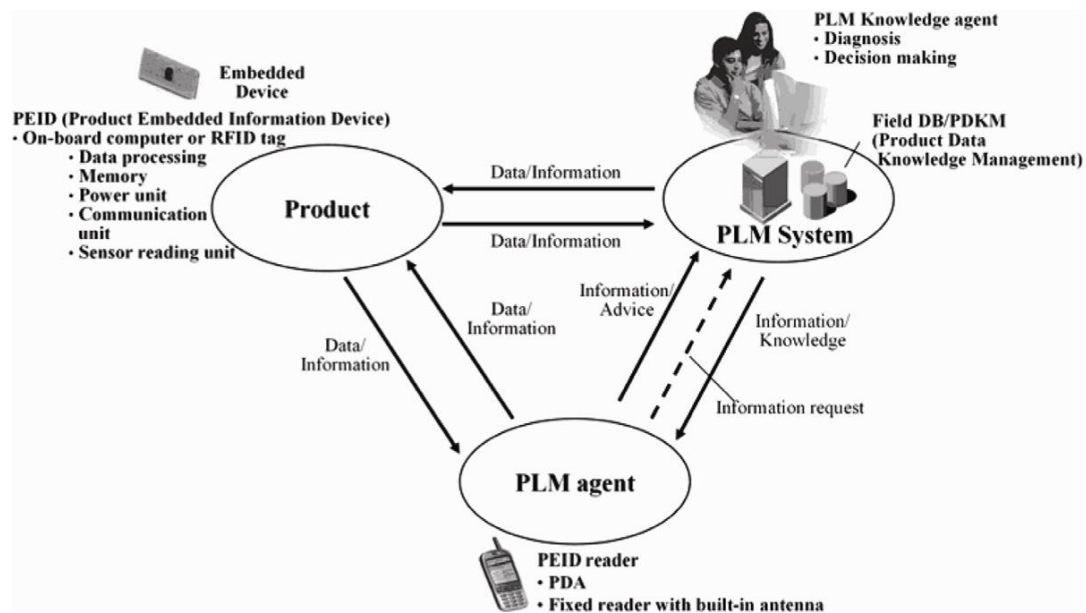 PLM Knowledge agent
• Diagnosis
• Decision making
Embedded
Device
PEID (Product Embedded Information Device)
• On-board computer or RFID tag
• Data processing
• Memory
• Power unit
• Communication
unit
• Sensor reading unit
Field DB/PDKM
(Product Data
Knowledge Management)
Data/Information
Product
Data/Information
PLM System
Data/
Information
Data/
Information
Information/
Advice
Information/
Knowledge
Information request
PLM agent
PEID reader
• PDA
• Fixed reader with built-in antenna